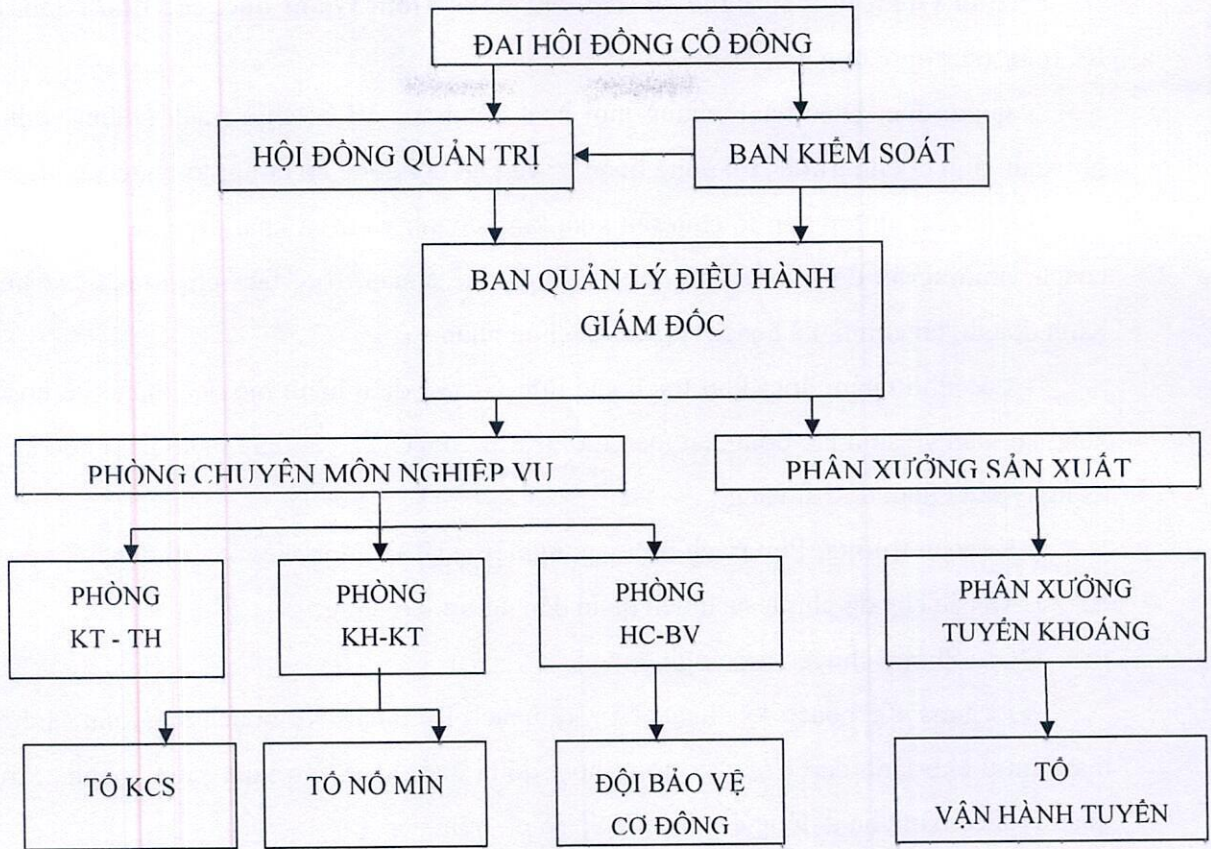 ĐẠI HỘI ĐỒNG CỔ ĐÔNG
HỘI ĐỒNG QUẢN TRỊ
BAN KIỂM SOÁT
BAN QUẢN LÝ ĐIỀU HÀNH
GIÁM ĐỐC
PHÒNG CHUYÊN MÔN NGHIỆP VỤ
PHÂN XƯỞNG SẢN XUẤT
PHÒNG
KT - TH
PHÒNG
KH-KT
PHÒNG
HC-BV
PHÂN XƯỞNG
TUYỂN KHOÁNG
TỔ KCS
TỔ NỔ MÌN
ĐỘI BẢO VỆ
CƠ ĐỘNG
TỔ
VẬN HÀNH TUYỂN